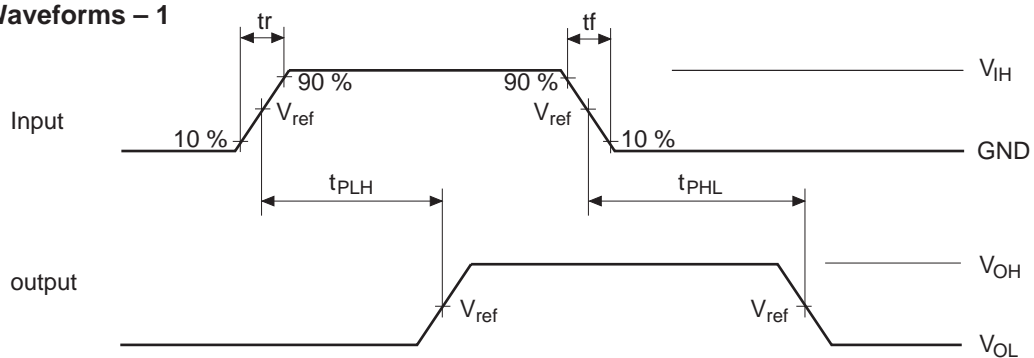 Waveforms – 1
tr
tf
90 %
90 %
V_IH
Input
V_ref
V_ref
10 %
10 %
GND
t_PLH
t_PHL
V_OH
output
V_ref
V_ref
V_OL